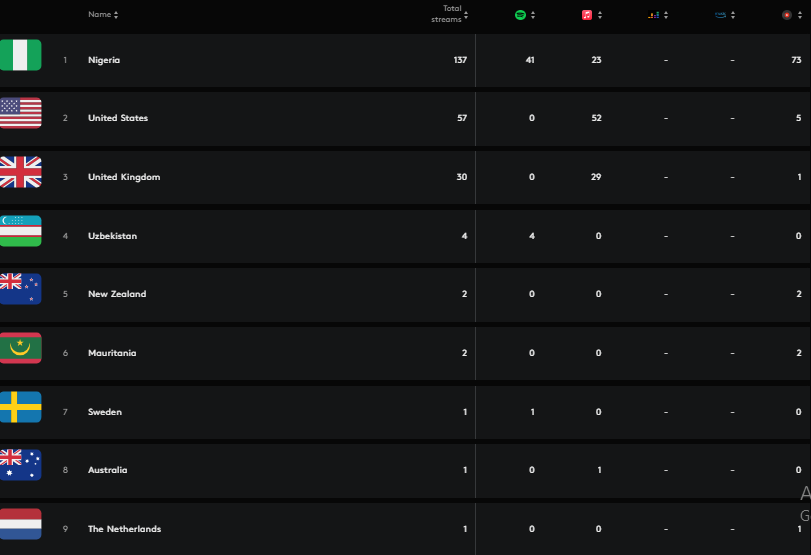 Name Total streams
1 Nigeria 137 41 23 - - 73
2 United States 57 0 52 - - 5
3 United Kingdom 30 0 29 - - 1
4 Uzbekistan 4 4 0 - - 0
5 New Zealand 2 0 0 - - 2
6 Mauritania 2 0 0 - - 2
7 Sweden 1 1 0 - - 0
8 Australia 1 0 1 - - 0
A
G
9 The Netherlands 1 0 0 - - 1